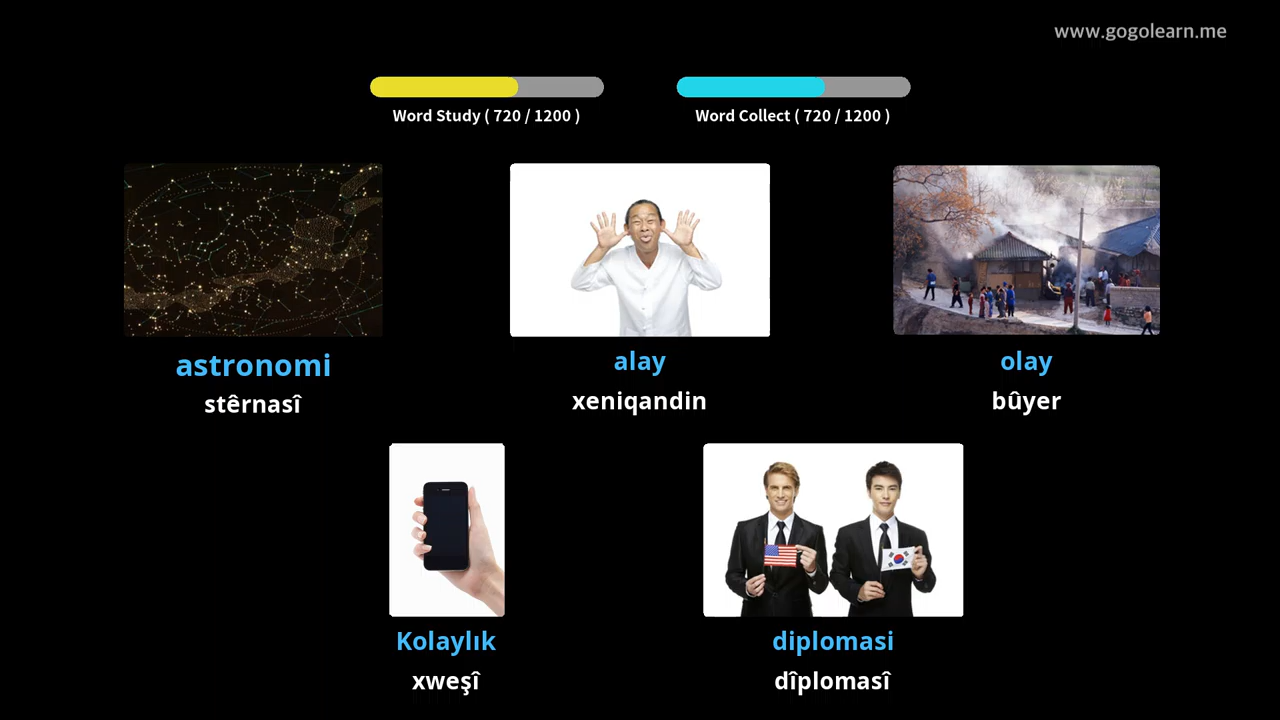 www.gogolearn.me
Word Study ( 720 / 1200 )
Word Collect ( 720 / 1200 )
astronomi
stêrnasî
alay
xeniqandin
olay
bûyer
Kolaylık
xweşî
diplomasi
dîplomasî